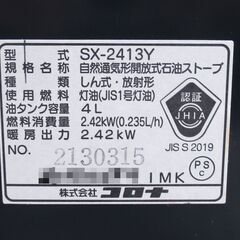 型式 SX-2413Y
規格名称 自然通気形開放式石油ストーブ
種類 しん式・放射形
使用燃料 灯油(JIS1号灯油)
油タンク容量 4L
燃料消費量 2.42kW(0.235L/h)
暖房出力 2.42kW
認証
JHIA
JIS S 2019
NO. 2130315
IMK
PS
C
株式会社コロナ